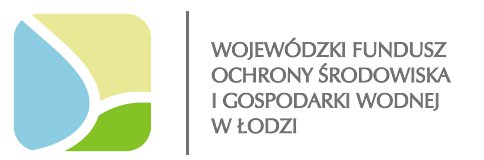 WOJEWÓDZKI FUNDUSZ
OCHRONY ŚRODOWISKA
I GOSPODARKI WODNEJ
W ŁODZI